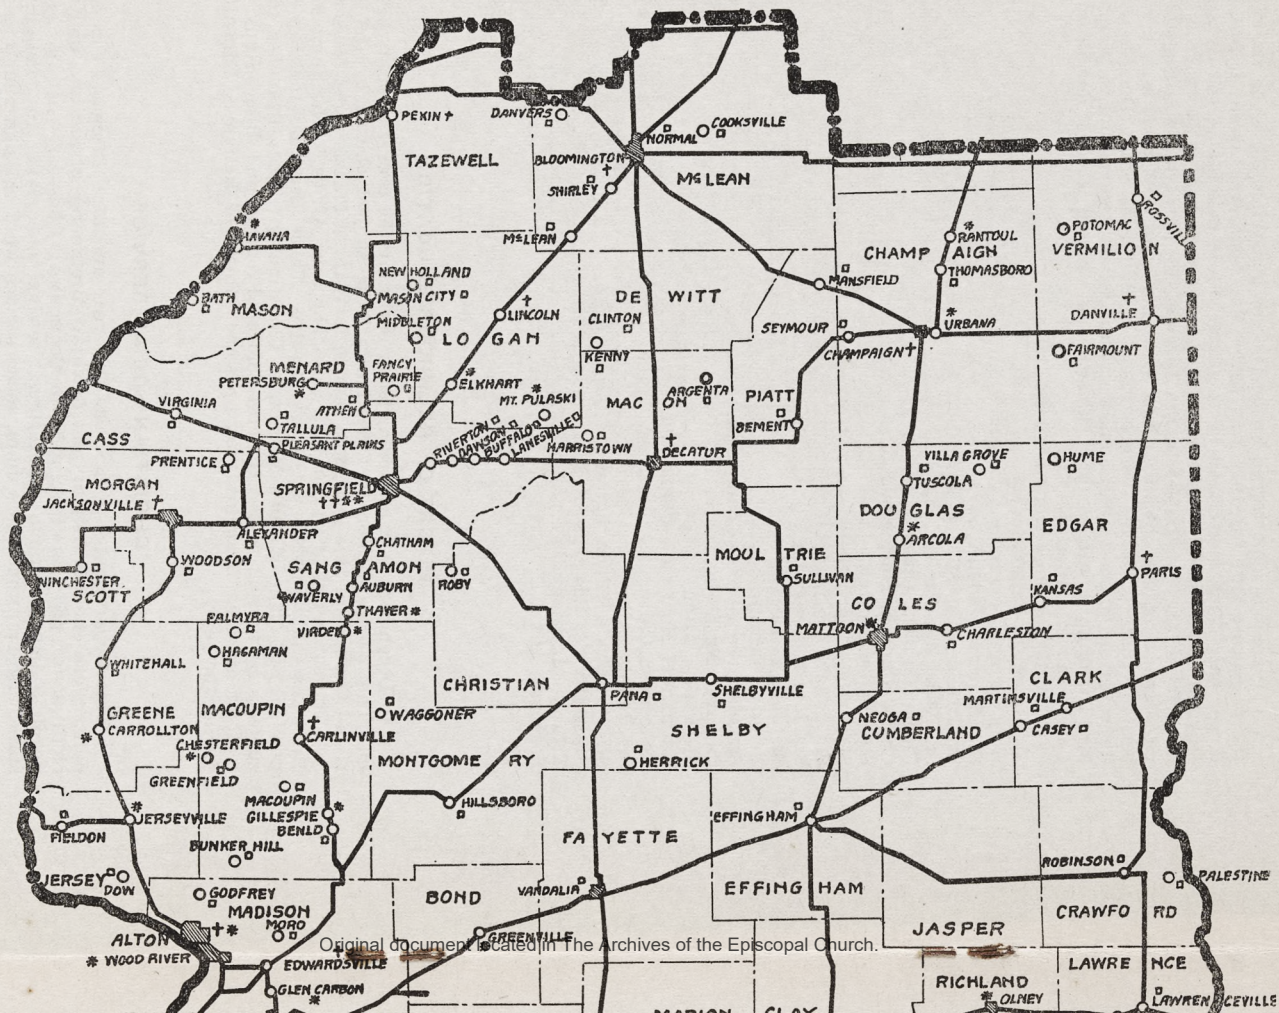 PEKIN
DANVERS
NORMAL
COOKSVILLE
TAZEWELL
BLOOMINGTON
SHIRLEY
McLEAN
ROSSVILL
McLEAN
POTOMAC
RANTOUL
VERMILION
CHAMPAIGN
THOMASBORO
NEW HOLLAND
MANSFIELD
BATH
MASON CITY
DE WITT
MASON
LINCOLN
CLINTON
DANVILLE
MIDDLETON
SEYMOUR
URBANA
LOGAN
KENNY
CHAMPAIGN
FAIRMOUNT
MENARD
FANCY
PRAIRIE
PETERSBURG
ELKHART
ARGENTA
MT. PULASKI
PIATT
MACON
VIRGINIA
ATHEN
TALLULA
BEMENT
RIVERTON
DAWSON
BUFFALO
LANESVILLE
CASS
PLEASANT PLAINS
HARRISTOWN
DECATUR
PRENTICE
VILLA GROVE
HUME
MORGAN
SPRINGFIELD
TUSCOLA
JACKSONVILLE
DOUGLAS
EDGAR
ALEXANDER
CHATHAM
ARCOLA
WOODSON
MOULTRIE
SANGAMON
WINCHESTER
SULLIVAN
PARIS
AUBURN
ROBY
KANSAS
SCOTT
WAVERLY
THAYER
COLES
PALMYRA
VIRDEN
MATTOON
CHARLESTON
HAGAMAN
WHITEHALL
CLARK
CHRISTIAN
PANA
SHELBYVILLE
MARTINSVILLE
MACOUPIN
GREENE
WAGGONER
NEOGA
CARROLLTON
SHELBY
CUMBERLAND
CASEY
CARLINVILLE
CHESTERFIELD
MONTGOMERY
HERRICK
GREENFIELD
MACOUPIN
HILLSBORO
GILLESPIE
EFFINGHAM
JERSEYVILLE
BENLD
FIELDON
FAYETTE
BUNKER HILL
ROBINSON
JERSEY
DOW
PALESTINE
VANDALIA
EFFINGHAM
GODFREY
BOND
MADISON
CRAWFORD
MORO
JASPER
ALTON
GREENVILLE
Original document located in The Archives of the Episcopal Church.
WOOD RIVER
EDWARDSVILLE
LAWRENCE
RICHLAND
GLEN CARBON
OLNEY
LAWRENCEVILLE